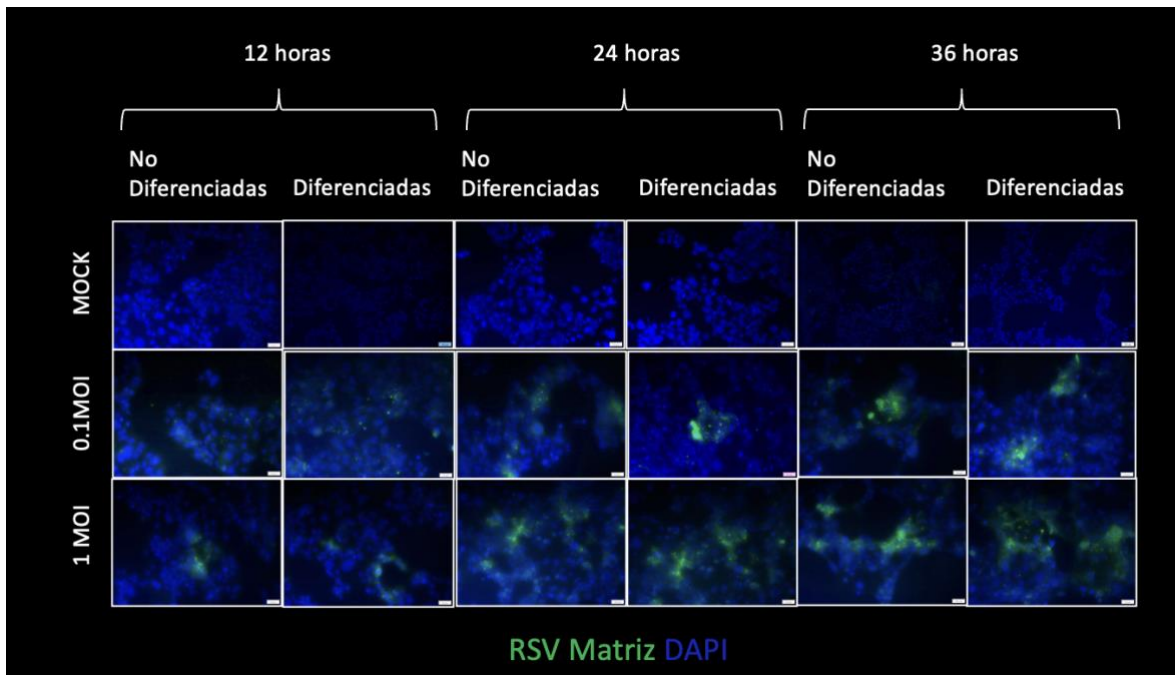 12 horas
24 horas
36 horas
No
Diferenciadas
Diferenciadas
No
Diferenciadas
Diferenciadas
No
Diferenciadas
Diferenciadas
MOCK
0.1MOI
1 MOI
RSV Matriz DAPI